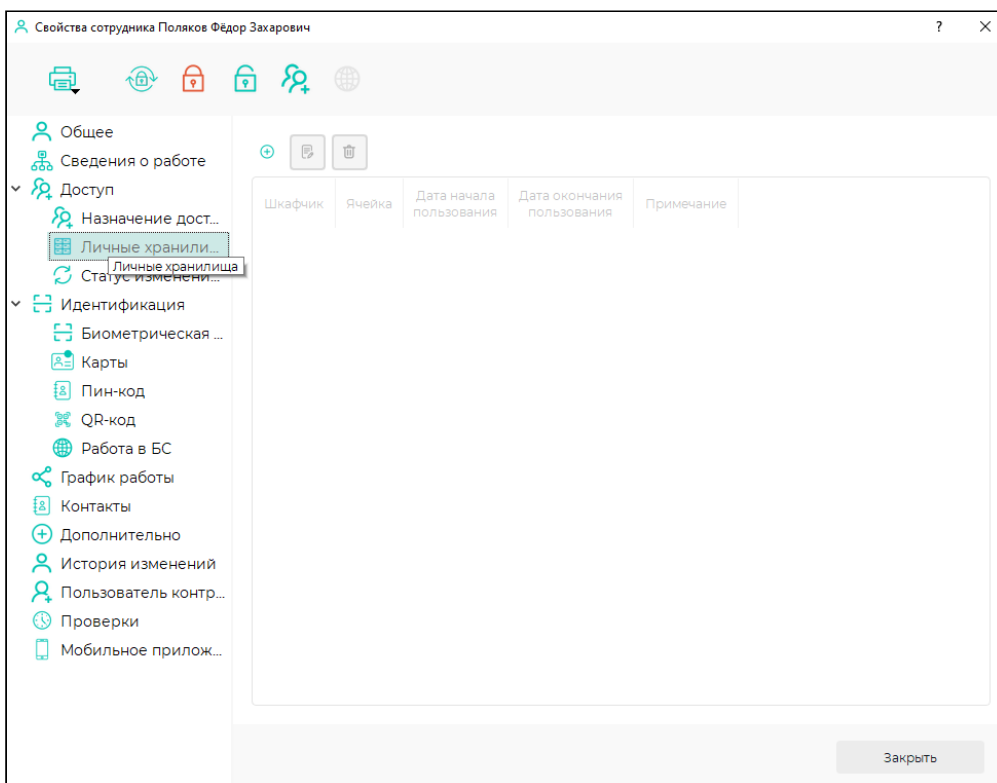 Свойства сотрудника Поляков Фёдор Захарович
?
Общее
Сведения о работе
Доступ
Назначение дост...
Личные хранили...
Личные хранилища
Статус изменени...
Идентификация
Биометрическая ...
Карты
Пин-код
QR-код
Работа в БС
График работы
Контакты
Дополнительно
История изменений
Пользователь контр...
Проверки
Мобильное прилож...
Шкафчик
Ячейка
Дата начала
пользования
Дата окончания
пользования
Примечание
Закрыть